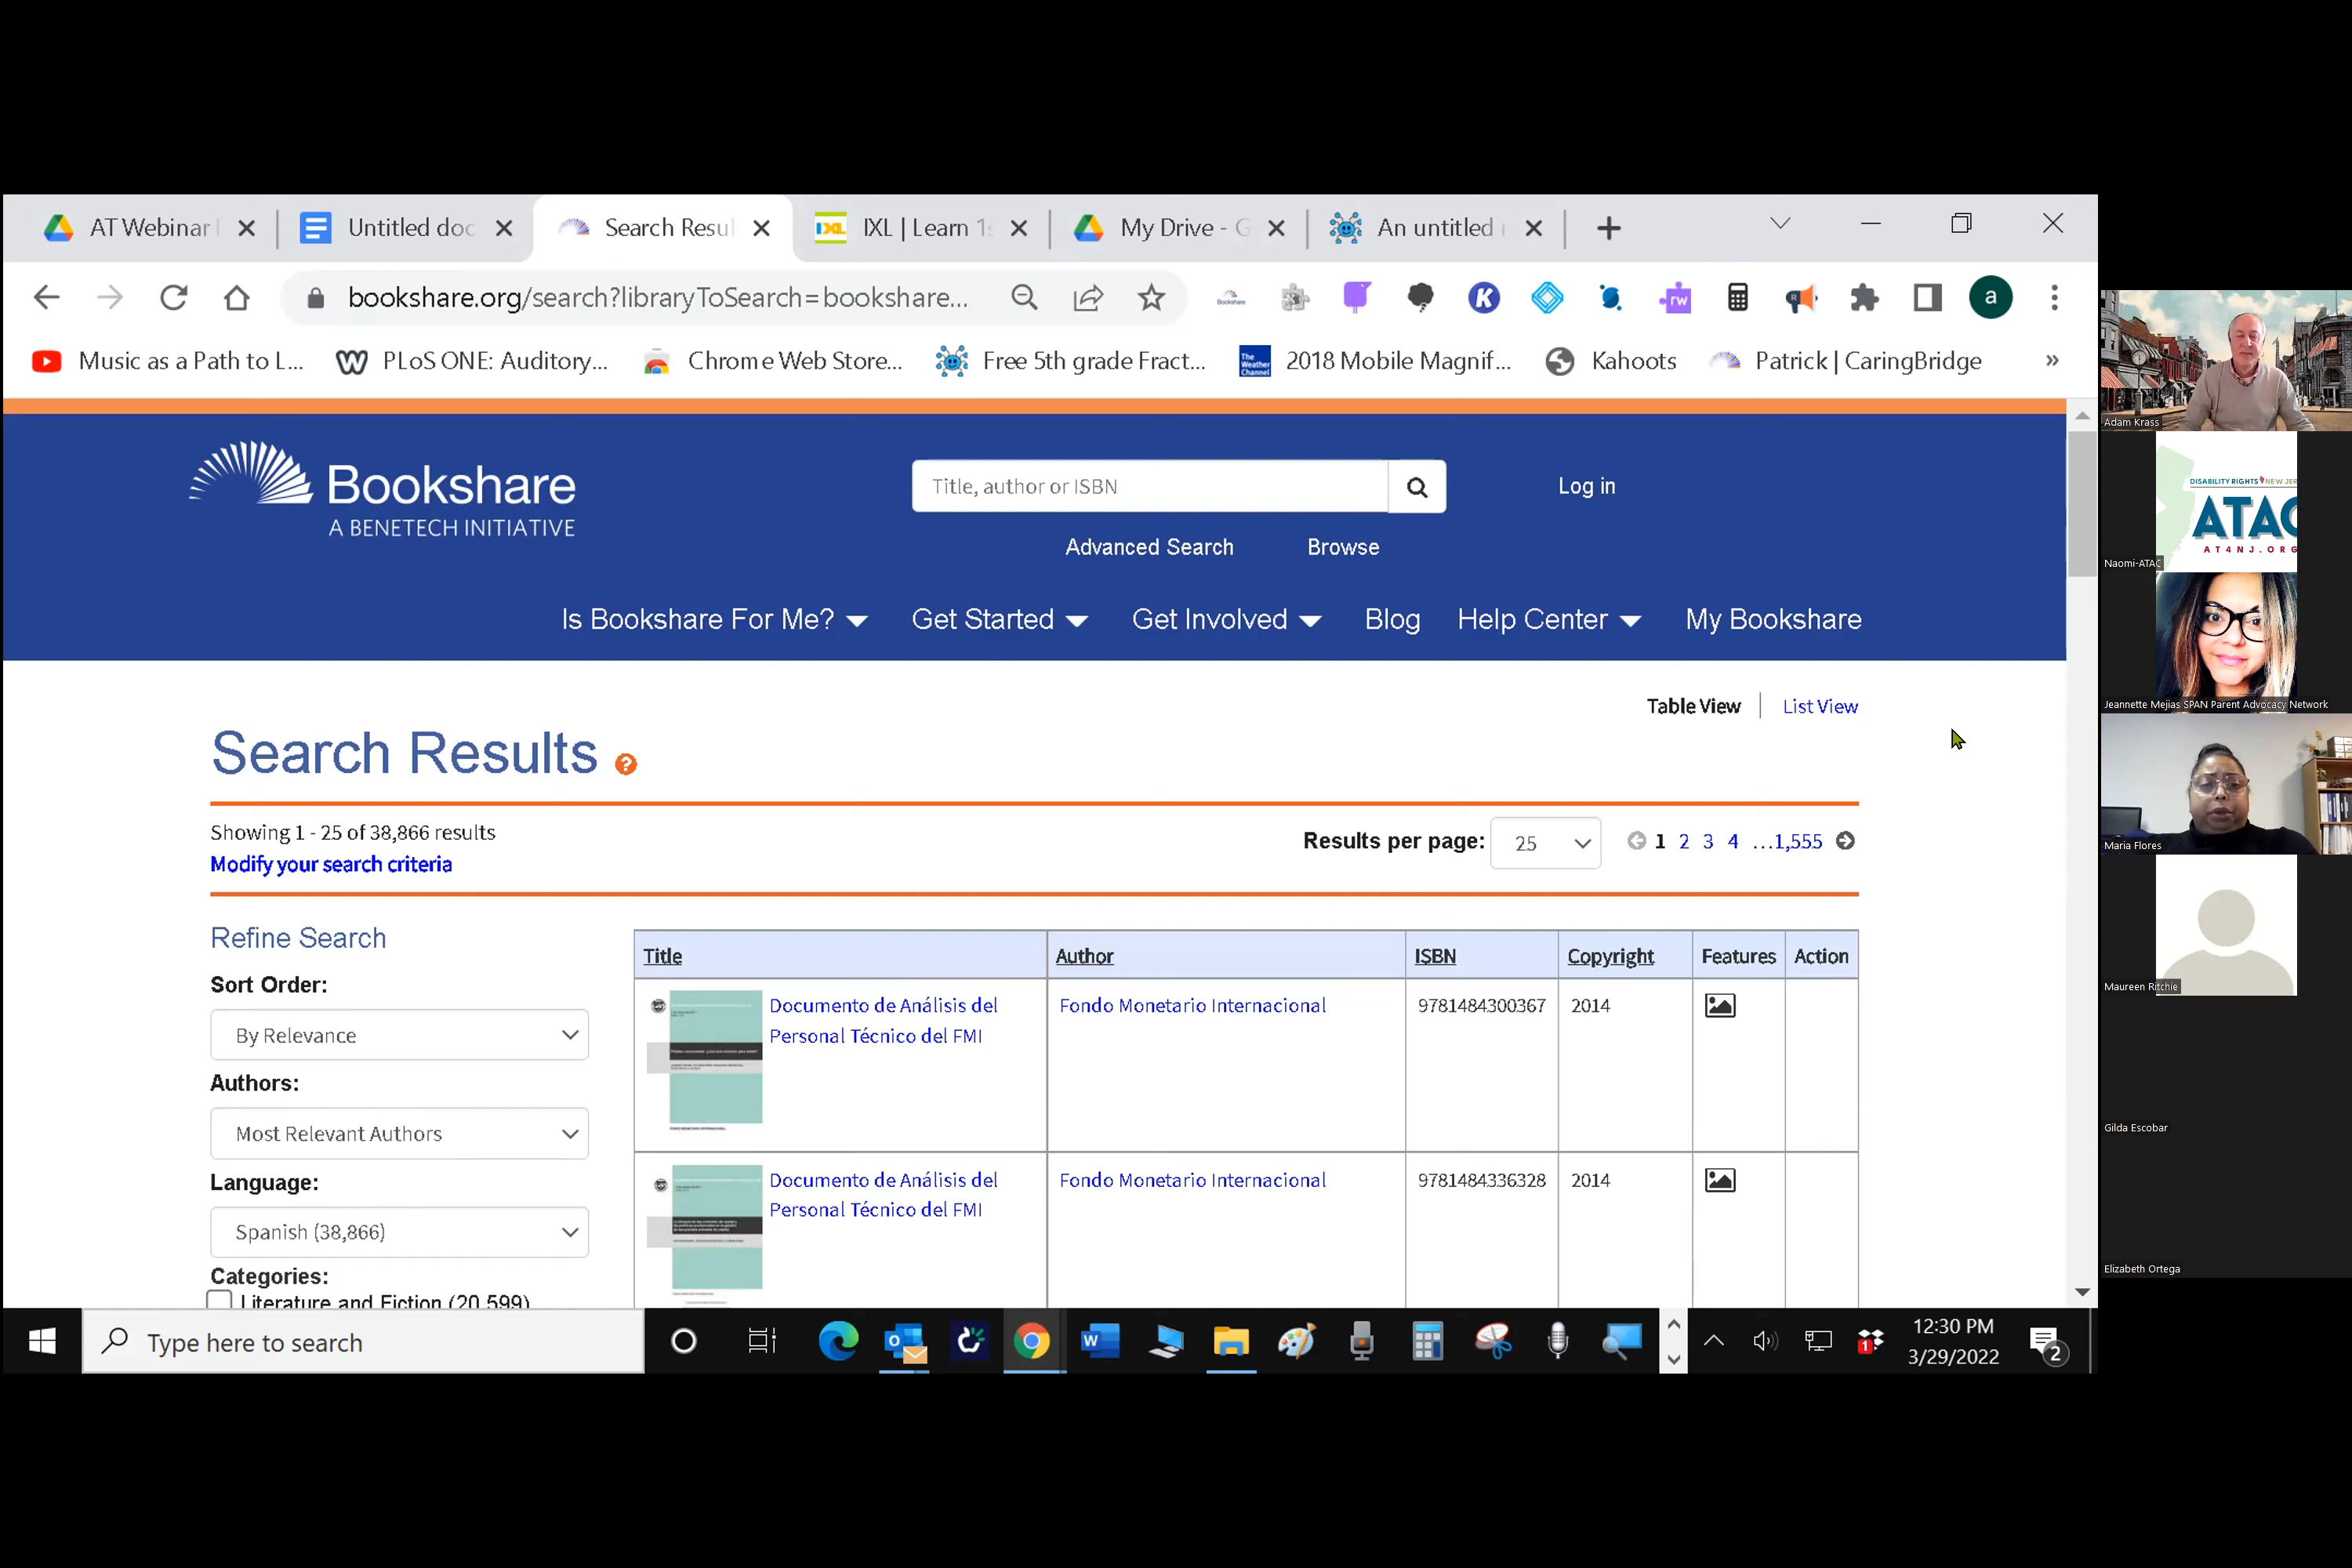 AT Webinar
Untitled doc
Search Resul
IXL | Learn 1
My Drive - G
An untitled
bookshare.org/search?libraryToSearch=bookshare...
Bookshare
K
rw
R
a
Music as a Path to L...
W
PLoS ONE: Auditory...
Chrome Web Store...
Free 5th grade Fract...
The Weather Channel
2018 Mobile Magnif...
Kahoots
Patrick | CaringBridge
»
Bookshare
A BENETECH INITIATIVE
Title, author or ISBN
Log in
Advanced Search
Browse
Is Bookshare For Me?
Get Started
Get Involved
Blog
Help Center
My Bookshare
Table View | List View
Search Results ?
Showing 1 - 25 of 38,866 results
Modify your search criteria
Results per page: 25
1 2 3 4 ...1,555
Refine Search
Sort Order:
By Relevance
Authors:
Most Relevant Authors
Language:
Spanish (38,866)
Categories:
Literature and Fiction (20,599)
Title Author ISBN Copyright Features Action
Documento de Análisis del
Personal Técnico del FMI
Fondo Monetario Internacional
9781484300367
2014
Documento de Análisis del
Personal Técnico del FMI
Fondo Monetario Internacional
9781484336328
2014
Type here to search
12:30 PM
3/29/2022
1
2
Adam Krass
DISABILITY RIGHTS NEW JER
ATAC
AT4NJ.ORG
Naomi-ATAC
Jeannette Mejias SPAN Parent Advocacy Network
Maria Flores
Maureen Ritchie
Gilda Escobar
Elizabeth Ortega